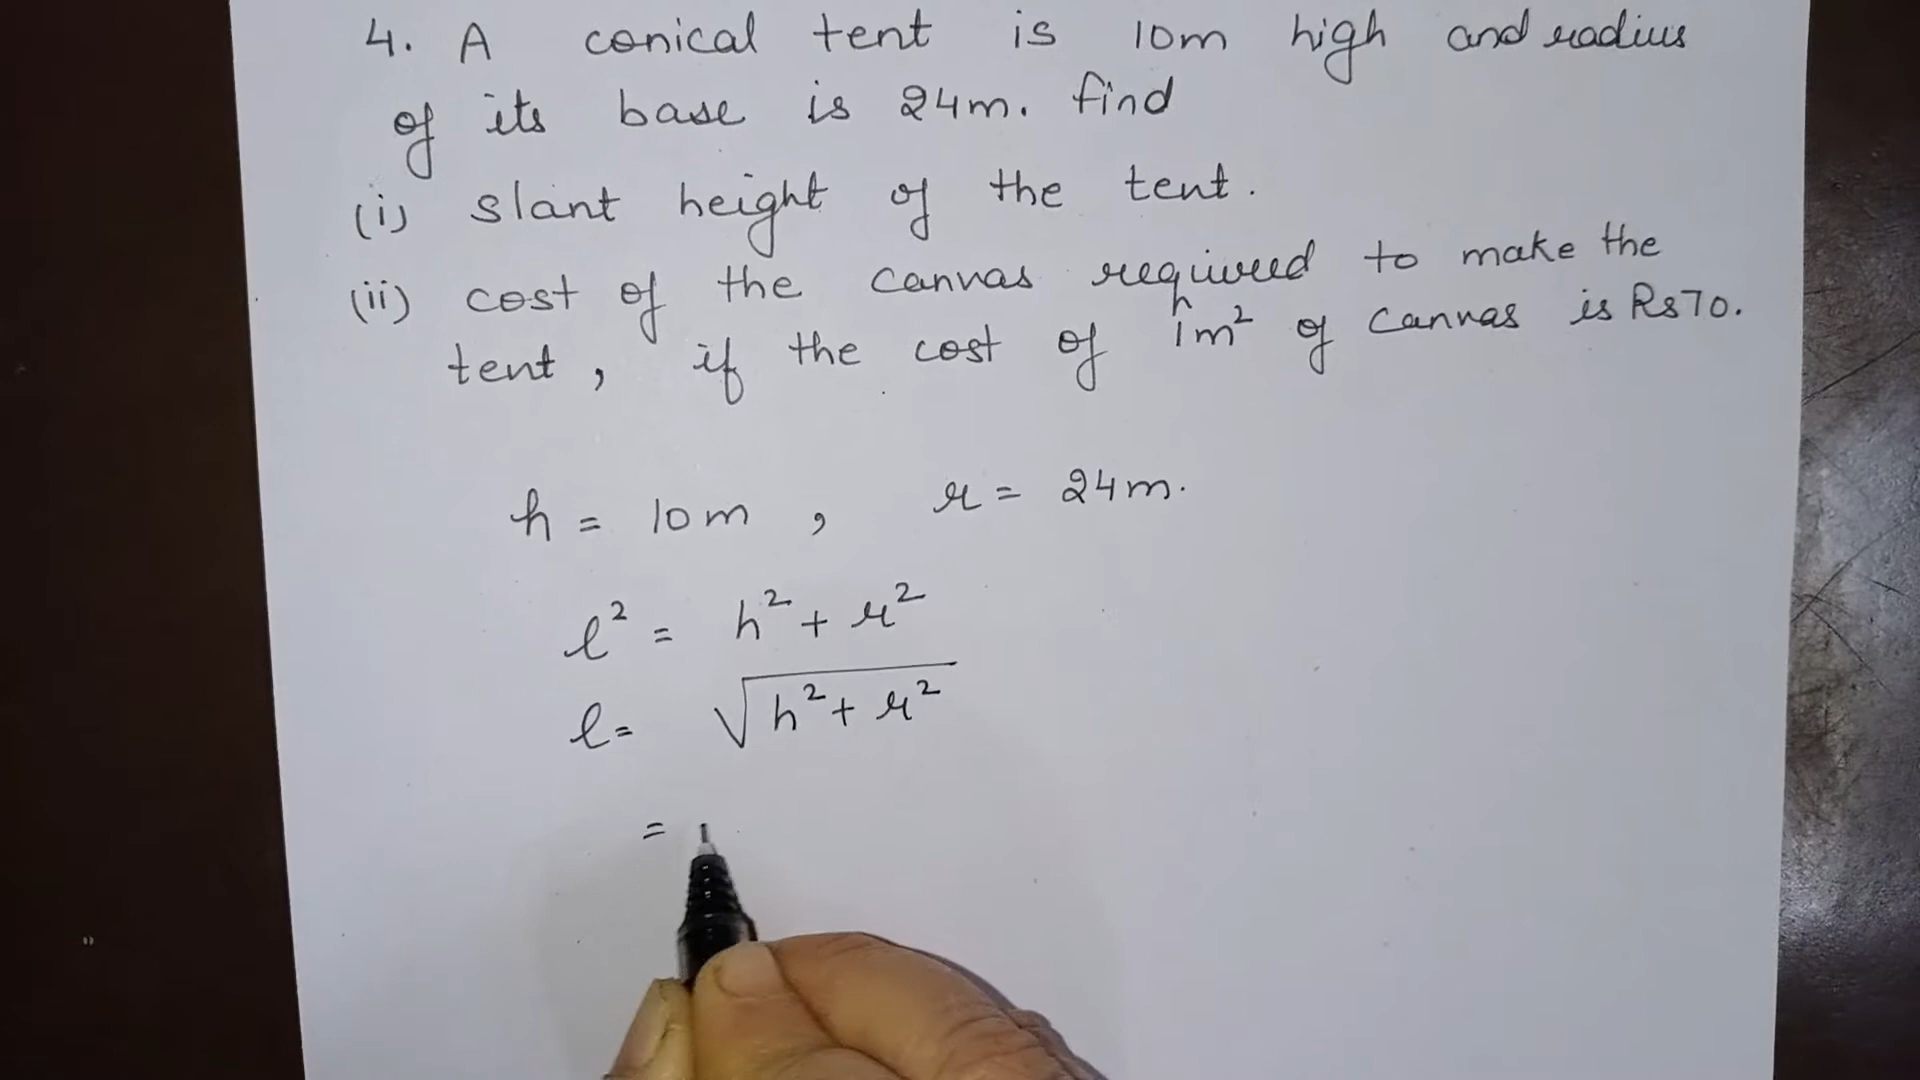 4. A conical tent is 10m high and radius
of its base is 24m. find
(i) slant height of the tent.
(ii) cost of the canvas required to make the
tent, if the cost of 1m² of canvas is Rs70.
h = 10m , r = 24m.
l² = h² + r²
l = √(h² + r²)
=